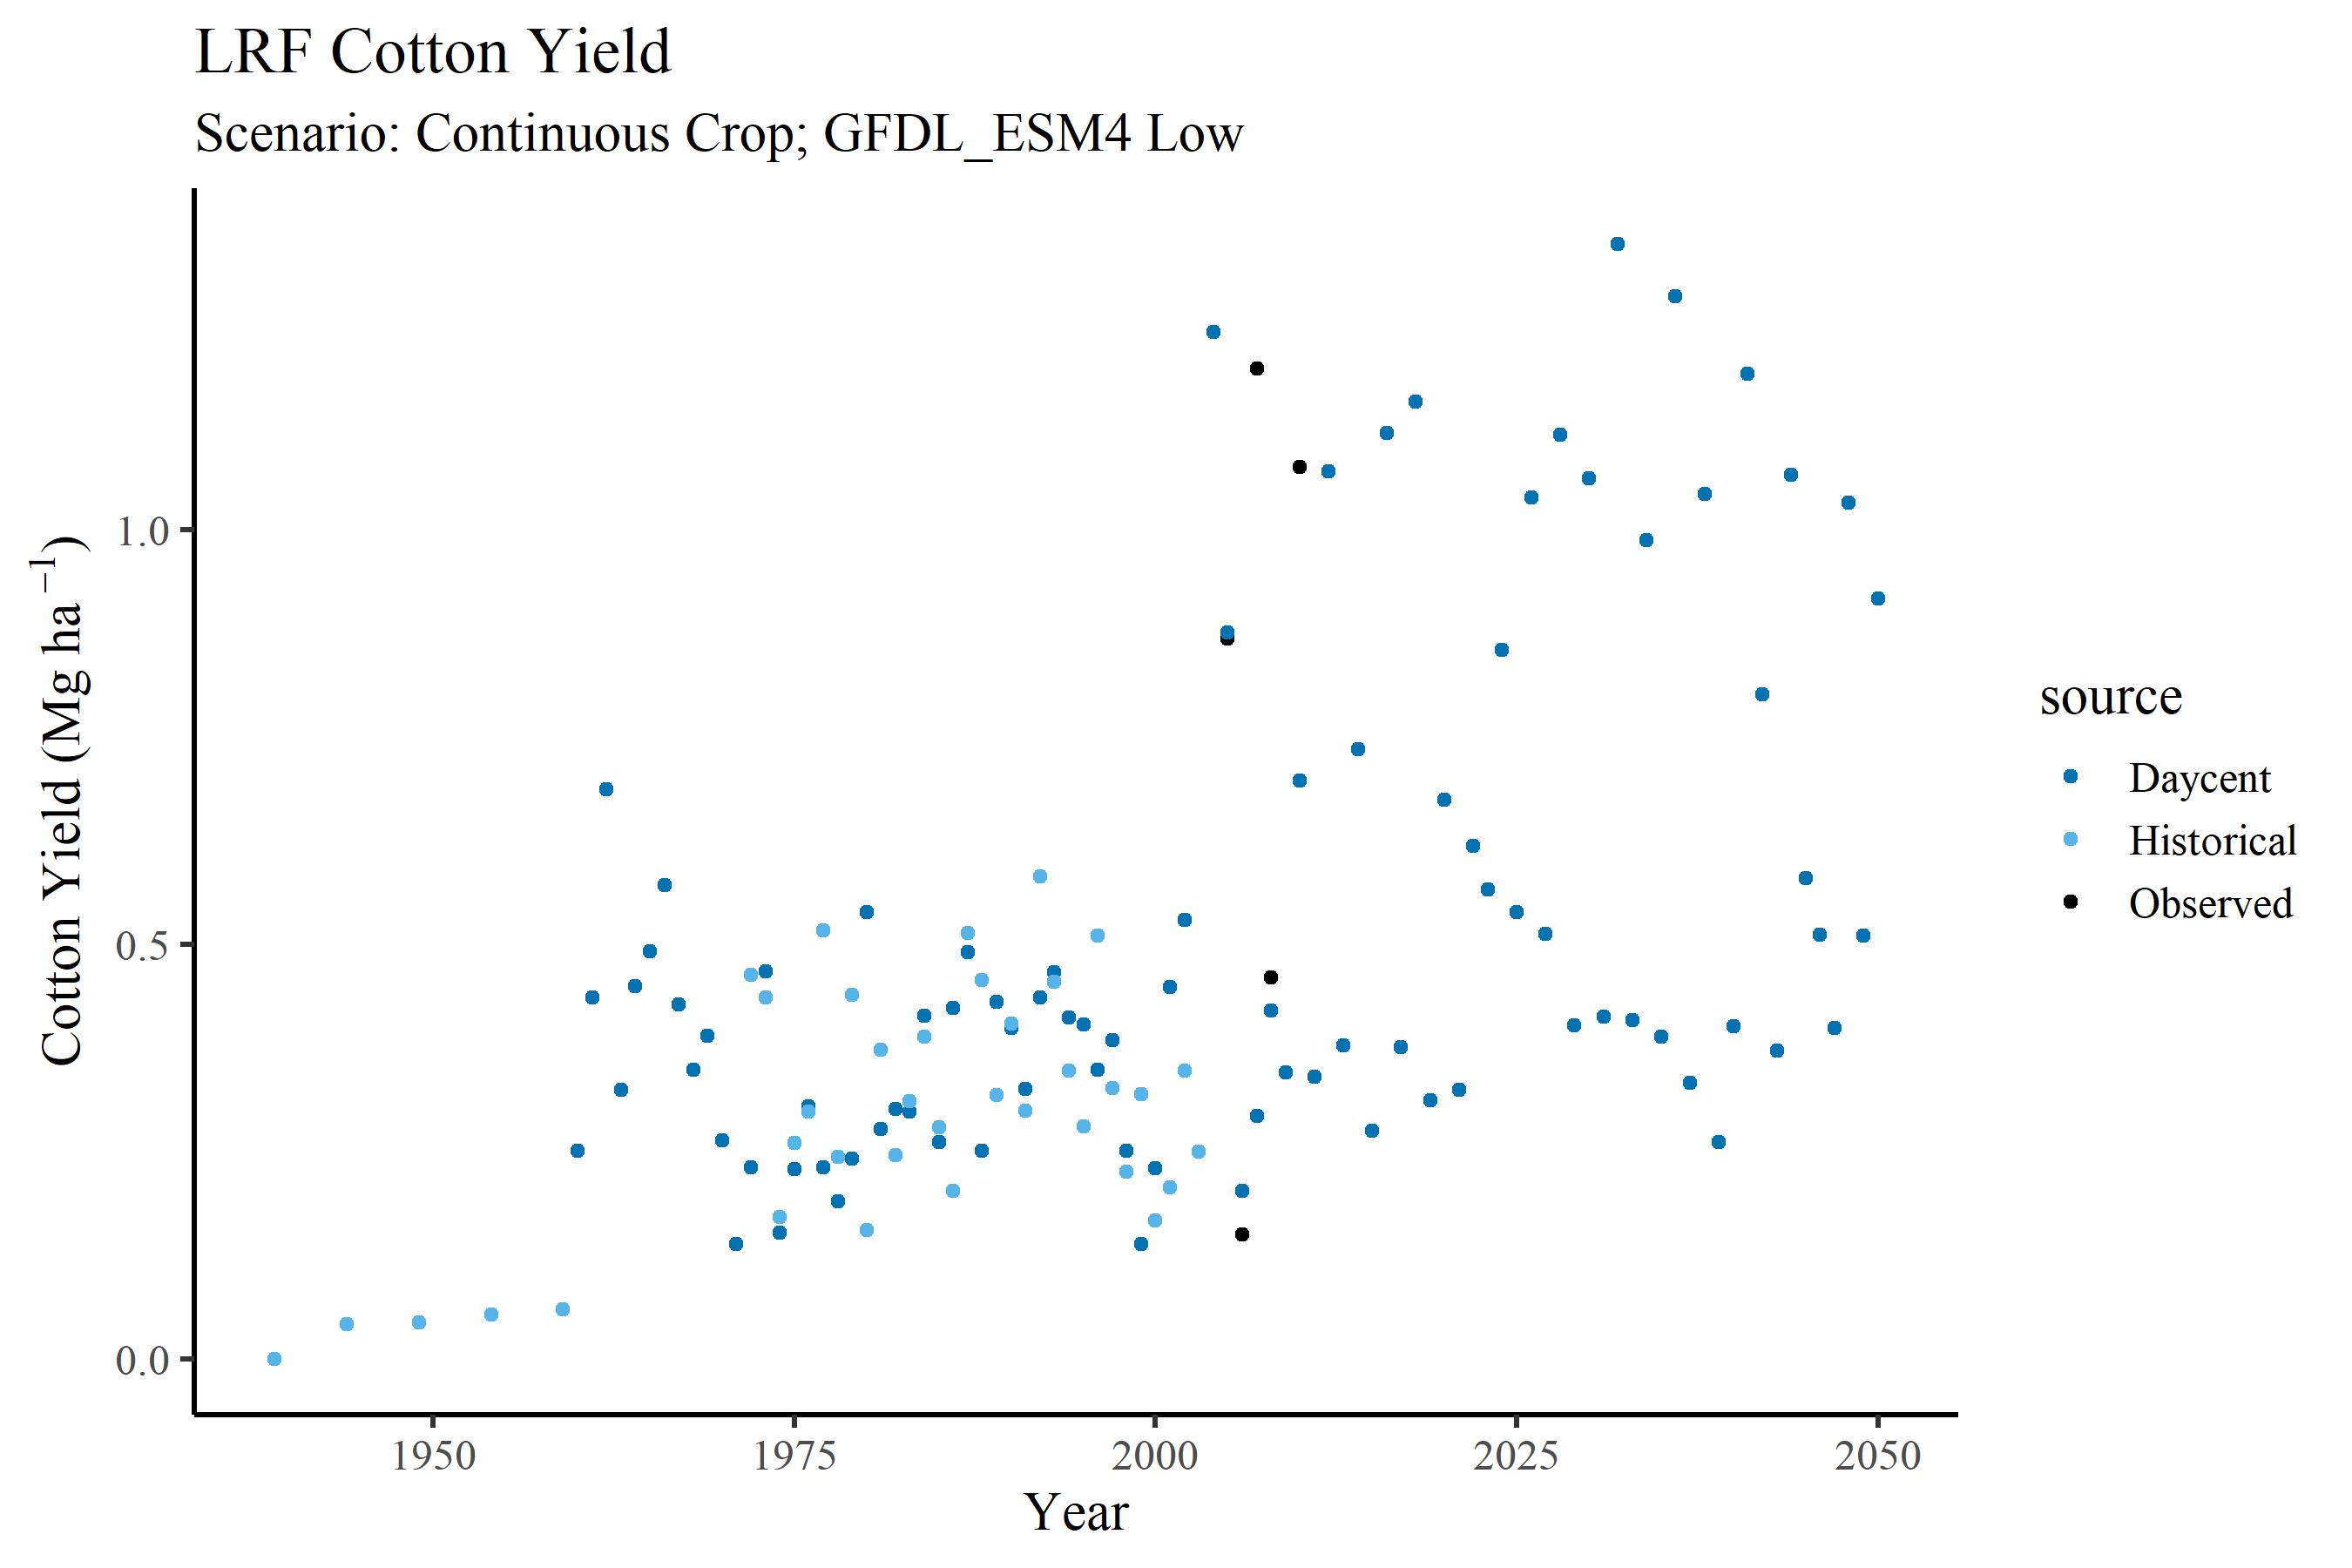 LRF Cotton Yield
Scenario: Continuous Crop; GFDL_ESM4 Low
Cotton Yield (Mg ha⁻¹)
1.0
0.5
0.0
1950 1975 2000 2025 2050
Year
source
Daycent
Historical
Observed